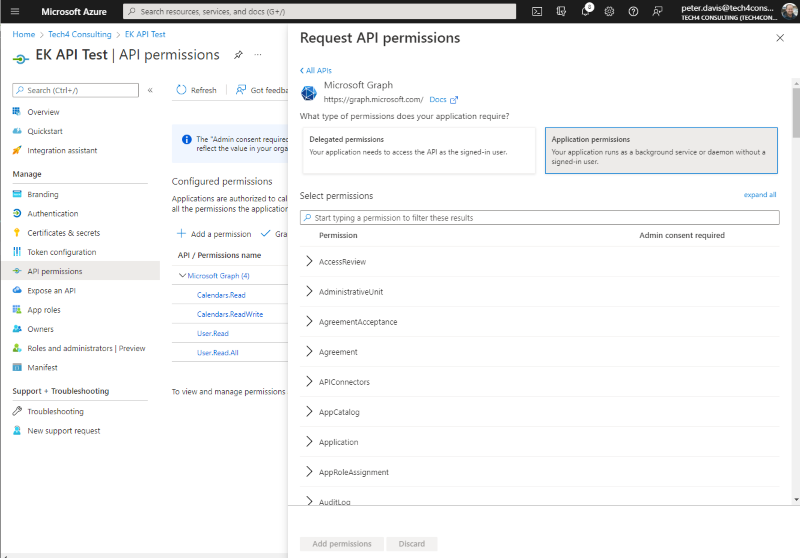 Microsoft Azure
Search resources, services, and docs (G+/)
2
peter.davis@tech4cons...
TECH4 CONSULTING (TECH4CON...
Home > Tech4 Consulting > EK API Test
EK API Test | API permissions
Search (Ctrl+/)
Overview
Quickstart
Integration assistant
Manage
Branding
Authentication
Certificates & secrets
Token configuration
API permissions
Expose an API
App roles
Owners
Roles and administrators | Preview
Manifest
Support + Troubleshooting
Troubleshooting
New support request
Refresh
Got feedb
The "Admin consent required
reflect the value in your orga
Configured permissions
Applications are authorized to cal
all the permissions the application
Add a permission
Gra
API / Permissions name
Microsoft Graph (4)
Calendars.Read
Calendars.ReadWrite
User.Read
User.Read.All
To view and manage permissions
Request API permissions
All APIs
Microsoft Graph
https://graph.microsoft.com/ Docs
What type of permissions does your application require?
Delegated permissions
Your application needs to access the API as the signed-in user.
Application permissions
Your application runs as a background service or daemon without a
signed-in user.
Select permissions
expand all
Start typing a permission to filter these results
Permission
Admin consent required
AccessReview
AdministrativeUnit
AgreementAcceptance
Agreement
APIConnectors
AppCatalog
Application
AppRoleAssignment
AuditLog
Add permissions
Discard